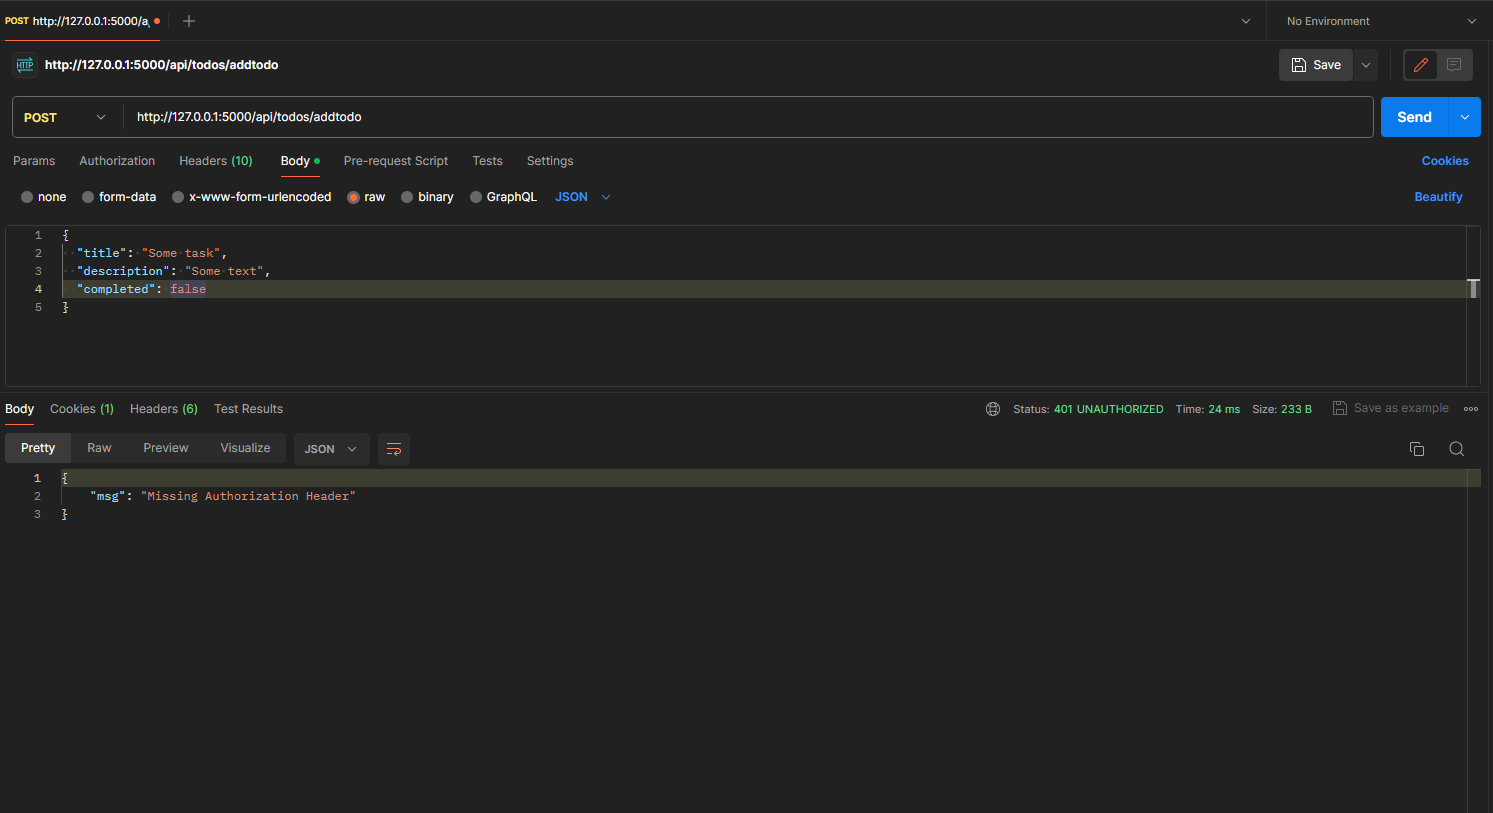 POST http://127.0.0.1:5000/a
No Environment
HTTP http://127.0.0.1:5000/api/todos/addtodo
Save
POST http://127.0.0.1:5000/api/todos/addtodo
Send
Params Authorization Headers (10) Body Pre-request Script Tests Settings Cookies
none form-data x-www-form-urlencoded raw binary GraphQL JSON Beautify
1 {
2 "title": "Some task",
3 "description": "Some text",
4 "completed": false
5 }
Body Cookies (1) Headers (6) Test Results Status: 401 UNAUTHORIZED Time: 24 ms Size: 233 B Save as example
Pretty Raw Preview Visualize JSON
1 {
2 "msg": "Missing Authorization Header"
3 }